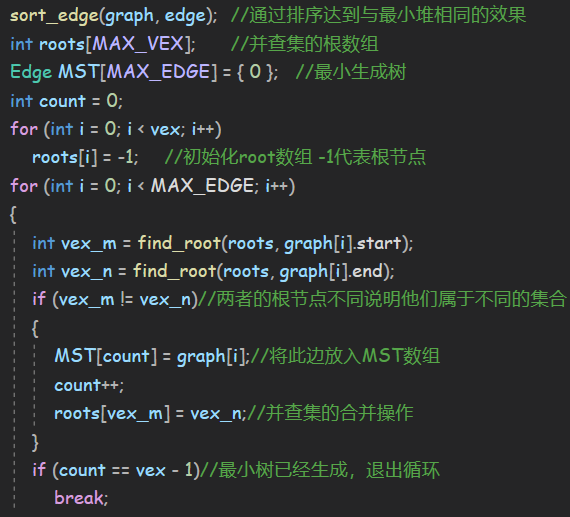 sort_edge(graph, edge);  //通过排序达到与最小堆相同的效果
int roots[MAX_VEX];    //并查集的根数组
Edge MST[MAX_EDGE] = { 0 };  //最小生成树
int count = 0;
for (int i = 0; i < vex; i++)
roots[i] = -1;   //初始化root数组 -1代表根节点
for (int i = 0; i < MAX_EDGE; i++)
{
int vex_m = find_root(roots, graph[i].start);
int vex_n = find_root(roots, graph[i].end);
if (vex_m != vex_n)//两者的根节点不同说明他们属于不同的集合
{
MST[count] = graph[i];//将此边放入MST数组
count++;
roots[vex_m] = vex_n;//并查集的合并操作
}
if (count == vex - 1)//最小树已经生成，退出循环
break;